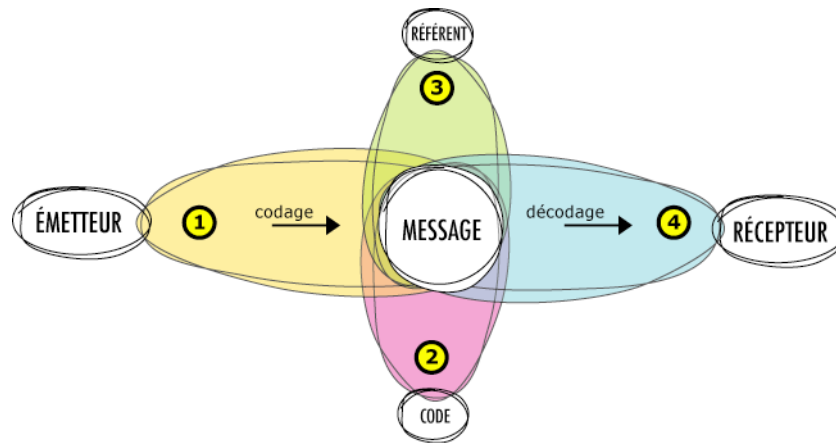 RÉFÉRENT
3
ÉMETTEUR
1
codage
MESSAGE
décodage
4
RÉCEPTEUR
2
CODE